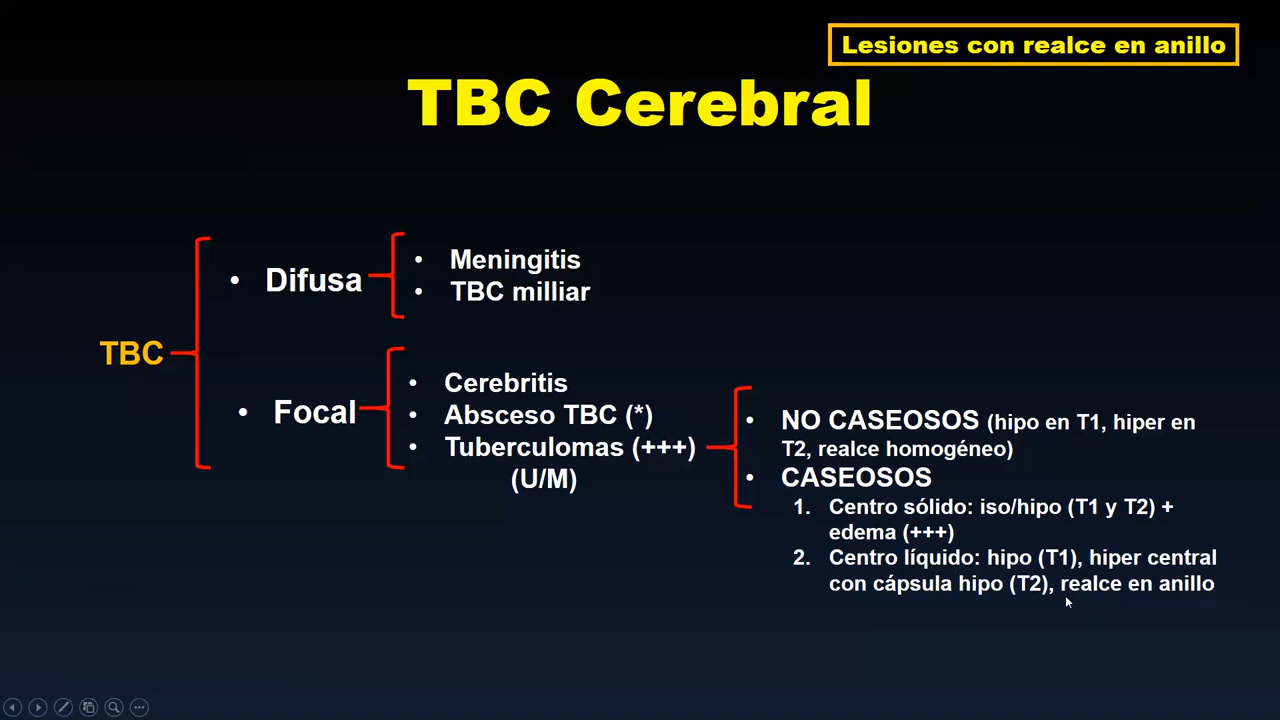 Lesiones con realce en anillo
TBC Cerebral
TBC
• Difusa
• Meningitis
• TBC milliar
• Focal
• Cerebritis
• Absceso TBC (*)
• Tuberculomas (+++)
(U/M)
• NO CASEOSOS (hipo en T1, hiper en
T2, realce homogéneo)
• CASEOSOS
1. Centro sólido: iso/hipo (T1 y T2) +
edema (+++)
2. Centro líquido: hipo (T1), hiper central
con cápsula hipo (T2), realce en anillo